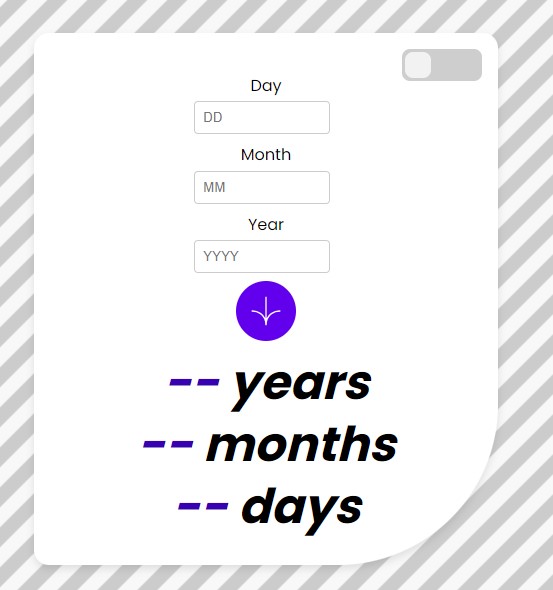 Day
DD
Month
MM
Year
YYYY
-- years
-- months
-- days